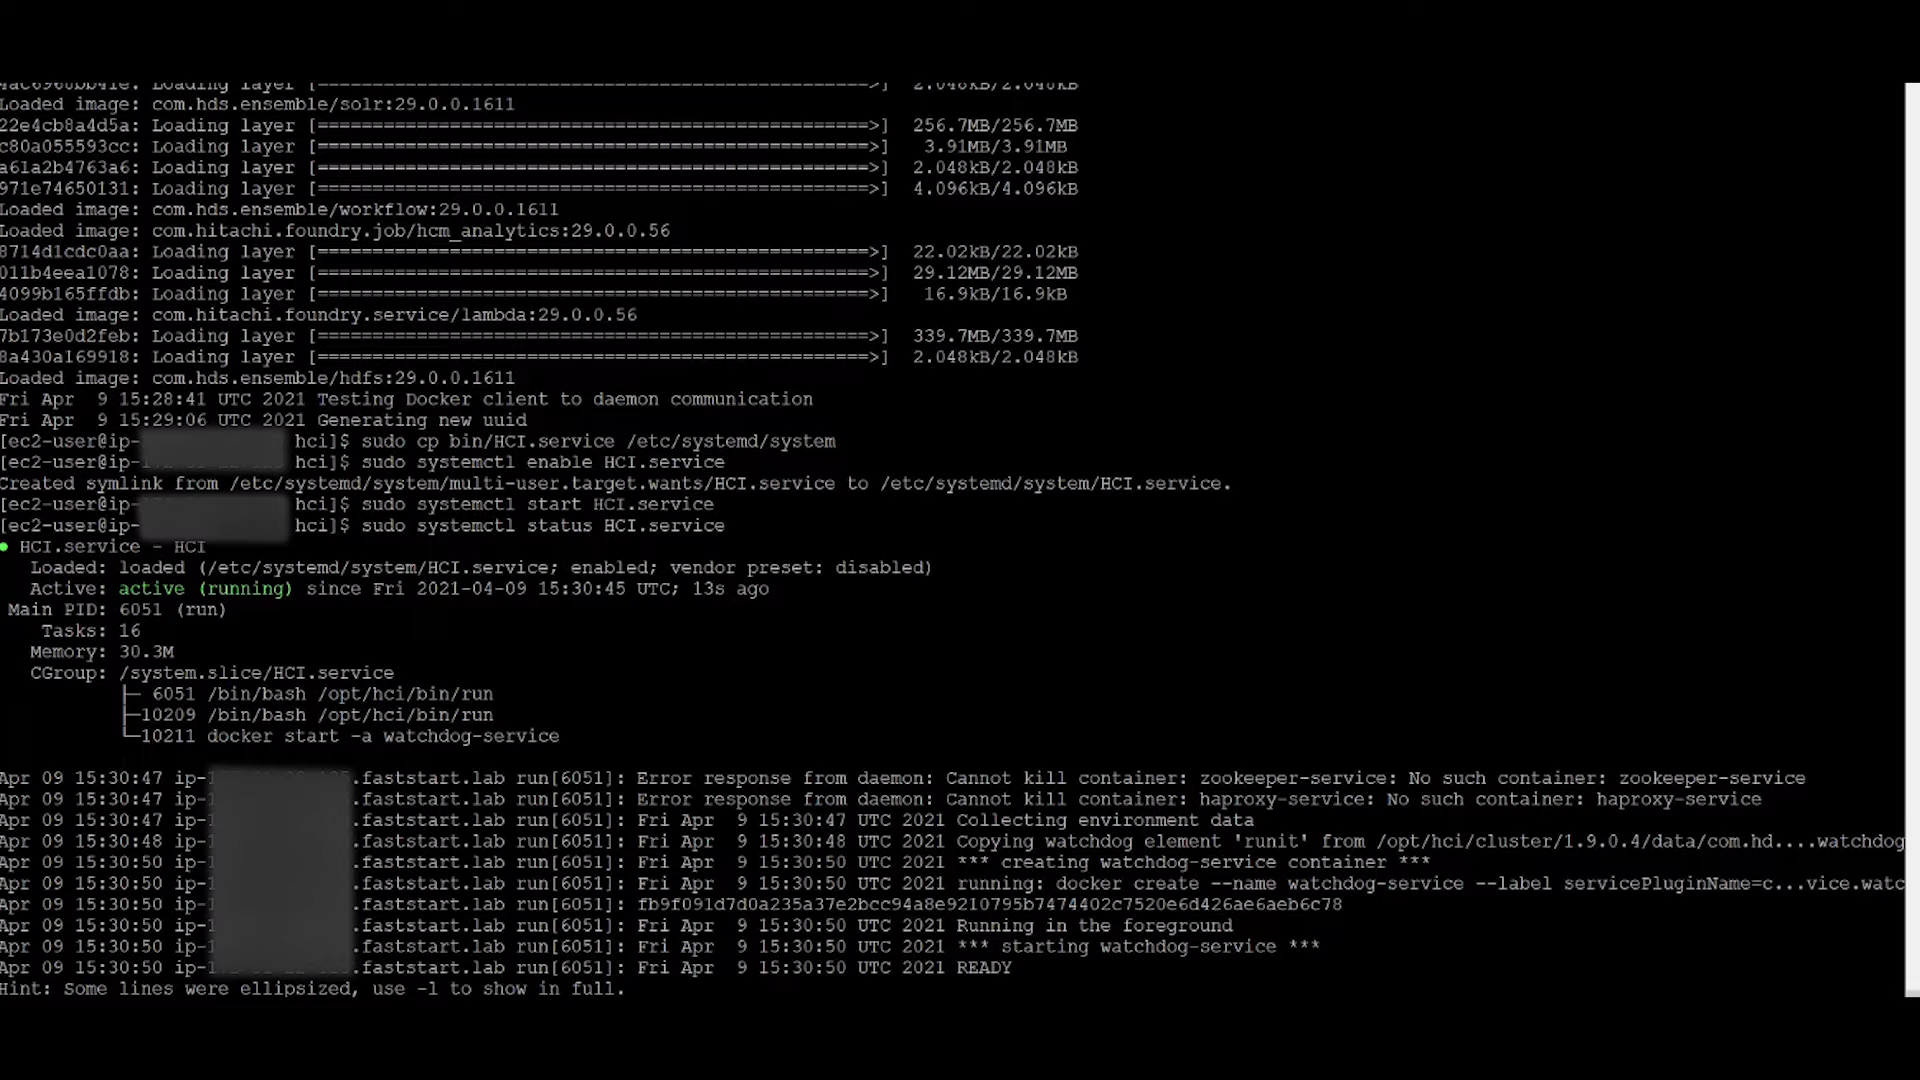 4ac6968bb41e: Loading layer [==================================================>]  2.048kB/2.048kB
Loaded image: com.hds.ensemble/solr:29.0.0.1611
22e4cb8a4d5a: Loading layer [==================================================>]  256.7MB/256.7MB
c80a055593cc: Loading layer [==================================================>]  3.91MB/3.91MB
a61a2b4763a6: Loading layer [==================================================>]  2.048kB/2.048kB
971e74650131: Loading layer [==================================================>]  4.096kB/4.096kB
Loaded image: com.hds.ensemble/workflow:29.0.0.1611
Loaded image: com.hitachi.foundry.job/hcm_analytics:29.0.0.56
8714d1cdc0aa: Loading layer [==================================================>]  22.02kB/22.02kB
011b4eea1078: Loading layer [==================================================>]  29.12MB/29.12MB
4099b165ffdb: Loading layer [==================================================>]  16.9kB/16.9kB
Loaded image: com.hitachi.foundry.service/lambda:29.0.0.56
7b173e0d2feb: Loading layer [==================================================>]  339.7MB/339.7MB
8a430a169918: Loading layer [==================================================>]  2.048kB/2.048kB
Loaded image: com.hds.ensemble/hdfs:29.0.0.1611
Fri Apr  9 15:28:41 UTC 2021 Testing Docker client to daemon communication
Fri Apr  9 15:29:06 UTC 2021 Generating new uuid
[ec2-user@ip- hci]$ sudo cp bin/HCI.service /etc/systemd/system
[ec2-user@ip- hci]$ sudo systemctl enable HCI.service
Created symlink from /etc/systemd/system/multi-user.target.wants/HCI.service to /etc/systemd/system/HCI.service.
[ec2-user@ip- hci]$ sudo systemctl start HCI.service
[ec2-user@ip- hci]$ sudo systemctl status HCI.service
● HCI.service - HCI
Loaded: loaded (/etc/systemd/system/HCI.service; enabled; vendor preset: disabled)
Active: active (running) since Fri 2021-04-09 15:30:45 UTC; 13s ago
Main PID: 6051 (run)
Tasks: 16
Memory: 30.3M
CGroup: /system.slice/HCI.service
├─ 6051 /bin/bash /opt/hci/bin/run
├─10209 /bin/bash /opt/hci/bin/run
└─10211 docker start -a watchdog-service
Apr 09 15:30:47 ip-1 .faststart.lab run[6051]: Error response from daemon: Cannot kill container: zookeeper-service: No such container: zookeeper-service
Apr 09 15:30:47 ip-1 .faststart.lab run[6051]: Error response from daemon: Cannot kill container: haproxy-service: No such container: haproxy-service
Apr 09 15:30:47 ip-1 .faststart.lab run[6051]: Fri Apr  9 15:30:47 UTC 2021 Collecting environment data
Apr 09 15:30:48 ip-1 .faststart.lab run[6051]: Fri Apr  9 15:30:48 UTC 2021 Copying watchdog element 'runit' from /opt/hci/cluster/1.9.0.4/data/com.hd....watchdog
Apr 09 15:30:50 ip-1 .faststart.lab run[6051]: Fri Apr  9 15:30:50 UTC 2021 *** creating watchdog-service container ***
Apr 09 15:30:50 ip-1 .faststart.lab run[6051]: Fri Apr  9 15:30:50 UTC 2021 running: docker create --name watchdog-service --label servicePluginName=c...vice.watc
Apr 09 15:30:50 ip-1 .faststart.lab run[6051]: fb9f091d7d0a235a37e2bcc94a8e9210795b7474402c7520e6d426ae6aeb6c78
Apr 09 15:30:50 ip-1 .faststart.lab run[6051]: Fri Apr  9 15:30:50 UTC 2021 Running in the foreground
Apr 09 15:30:50 ip-1 .faststart.lab run[6051]: Fri Apr  9 15:30:50 UTC 2021 *** starting watchdog-service ***
Apr 09 15:30:50 ip-1 .faststart.lab run[6051]: Fri Apr  9 15:30:50 UTC 2021 READY
Hint: Some lines were ellipsized, use -l to show in full.